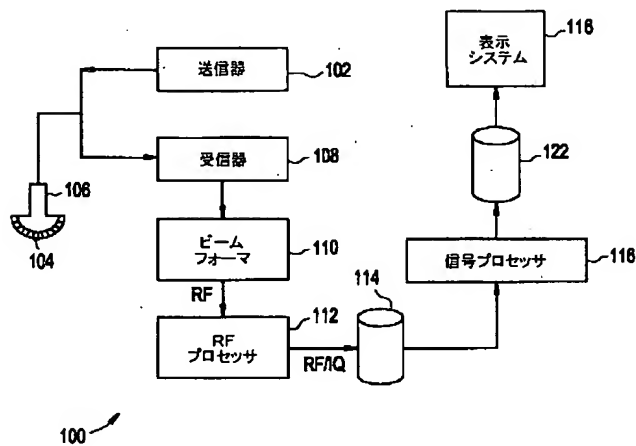 送信器
102
表示
システム
118
受信器
108
122
106
104
ビーム
フォーマ
110
信号プロセッサ
116
RF
114
112
RF
プロセッサ
RF/IQ
100